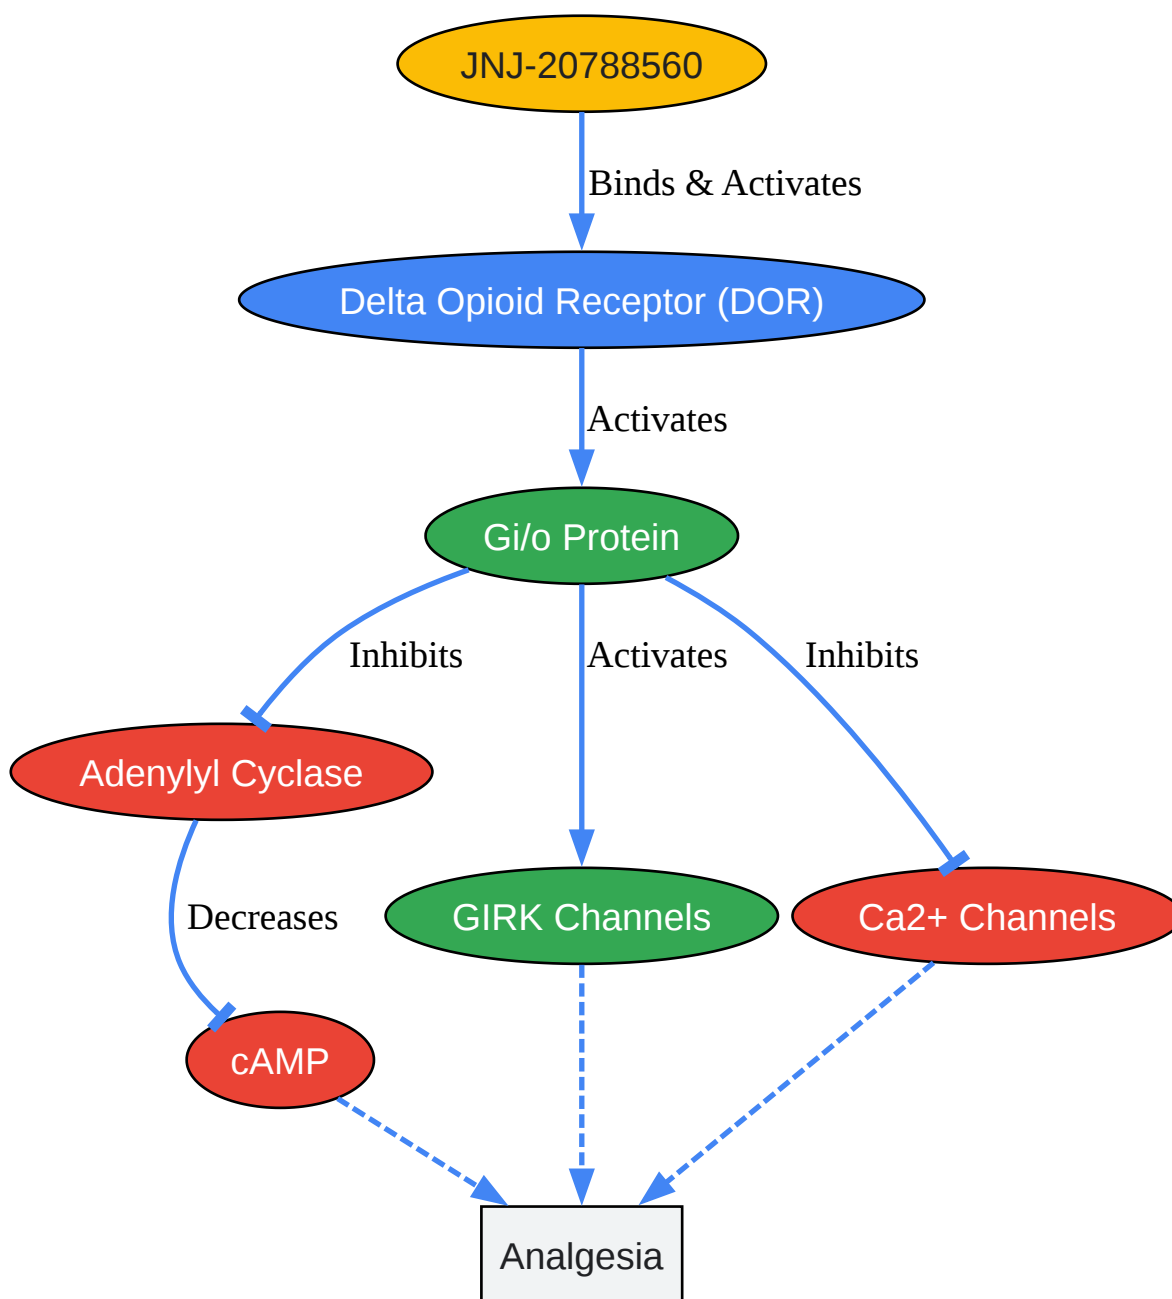 JNJ-20788560
Binds & Activates
Delta Opioid Receptor (DOR)
Activates
Gi/o Protein
Inhibits
Activates
Inhibits
Adenylyl Cyclase
Decreases
GIRK Channels
Ca2+ Channels
cAMP
Analgesia